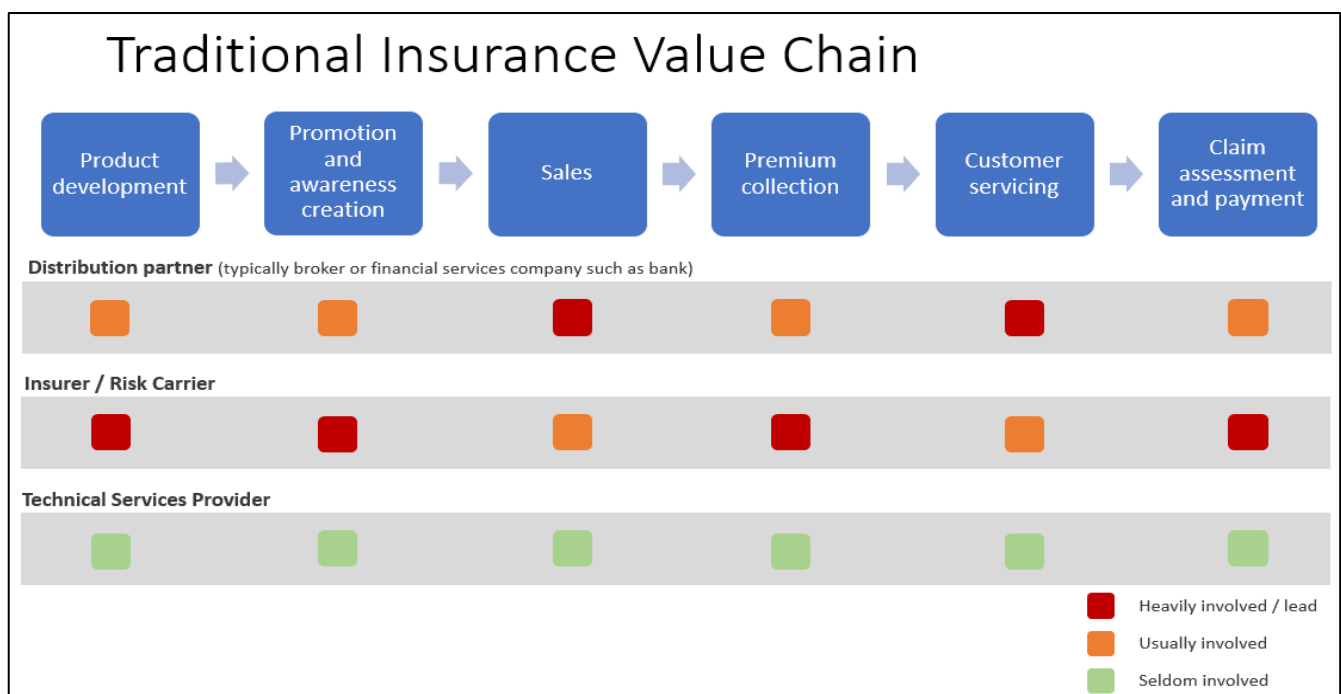 Traditional Insurance Value Chain
Product
development
Promotion
and
awareness
creation
Sales
Premium
collection
Customer
servicing
Claim
assessment
and payment
Distribution partner (typically broker or financial services company such as bank)
Insurer / Risk Carrier
Technical Services Provider
Heavily involved / lead
Usually involved
Seldom involved